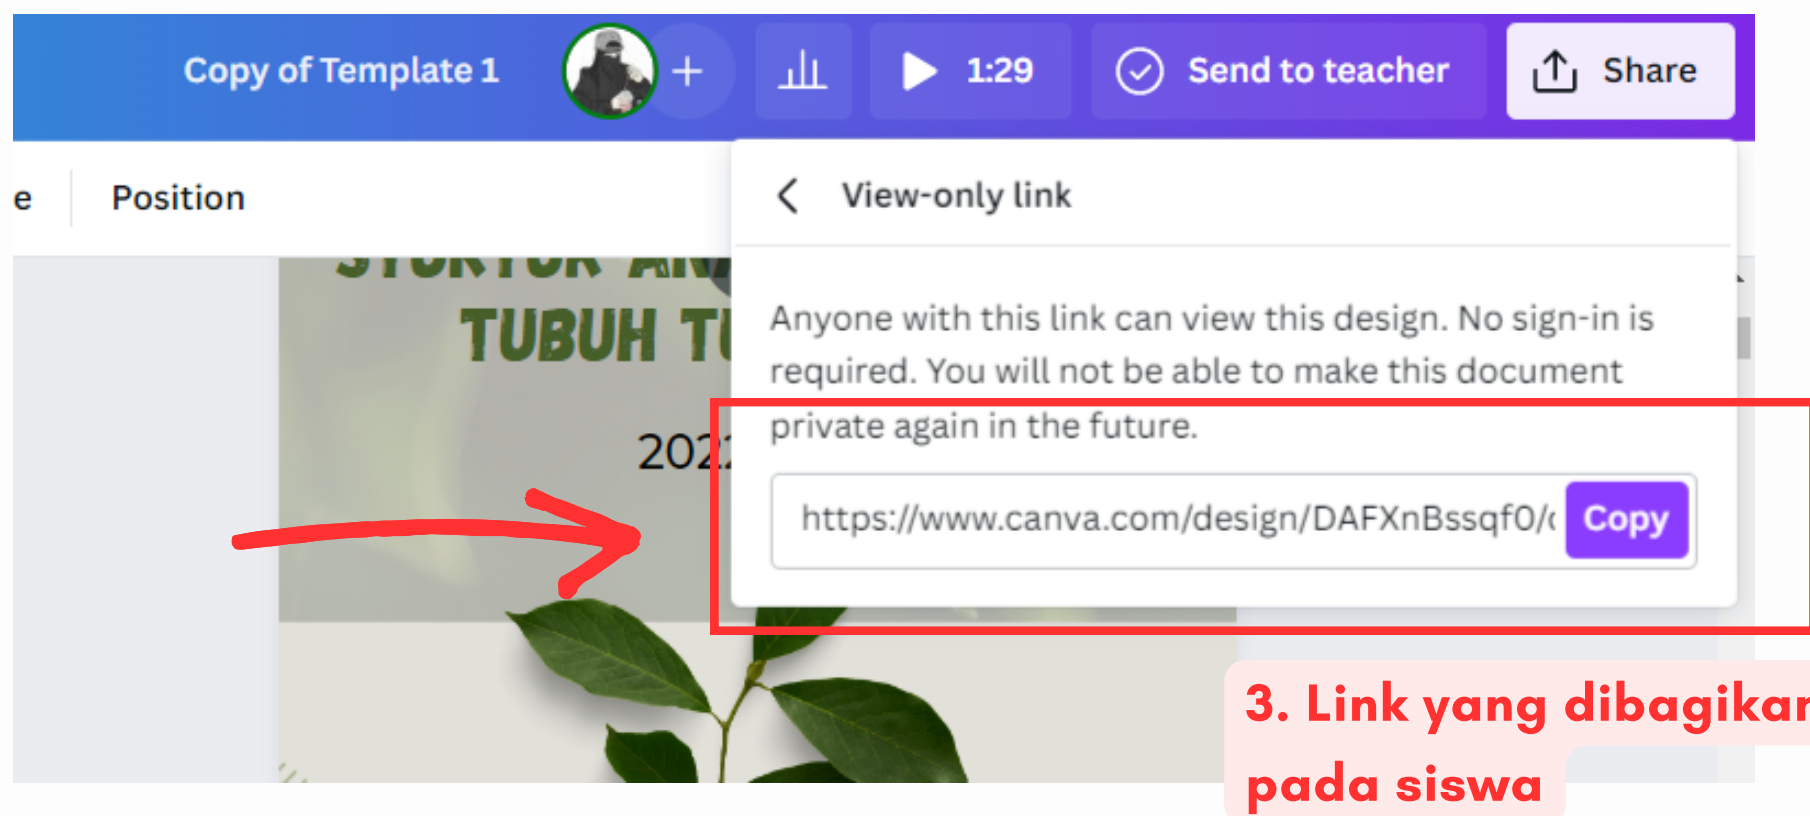 Copy of Template 1
1:29
Send to teacher
Share
e
Position
View-only link
TUBUH
Anyone with this link can view this design. No sign-in is
required. You will not be able to make this document
private again in the future.
https://www.canva.com/design/DAFXnBssqf0/
Copy
3. Link yang dibagikan
pada siswa